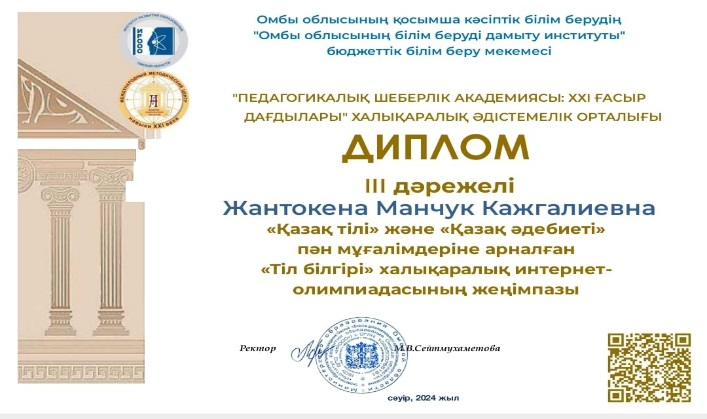 Омбы облысының қосымша кәсіптік білім берудің
"Омбы облысының білім беруді дамыту институты"
бюджеттік білім беру мекемесі
ИРООО
"ПЕДАГОГИКАЛЫҚ ШЕБЕРЛІК АКАДЕМИЯСЫ: XXI ҒАСЫР
ДАҒДЫЛАРЫ" ХАЛЫҚАРАЛЫҚ ӘДІСТЕМЕЛІК ОРТАЛЫҒЫ
ДИПЛОМ
III дәрежелі
Жантокена Манчук Кажгалиевна
«Қазақ тілі» және «Қазақ әдебиеті»
пән мұғалімдеріне арналған
«Тіл білгірі» халықаралық интернет-
олимпиадасының жеңімпазы
Ректор М.В.Сейтмухаметова
сәуір, 2024 жыл